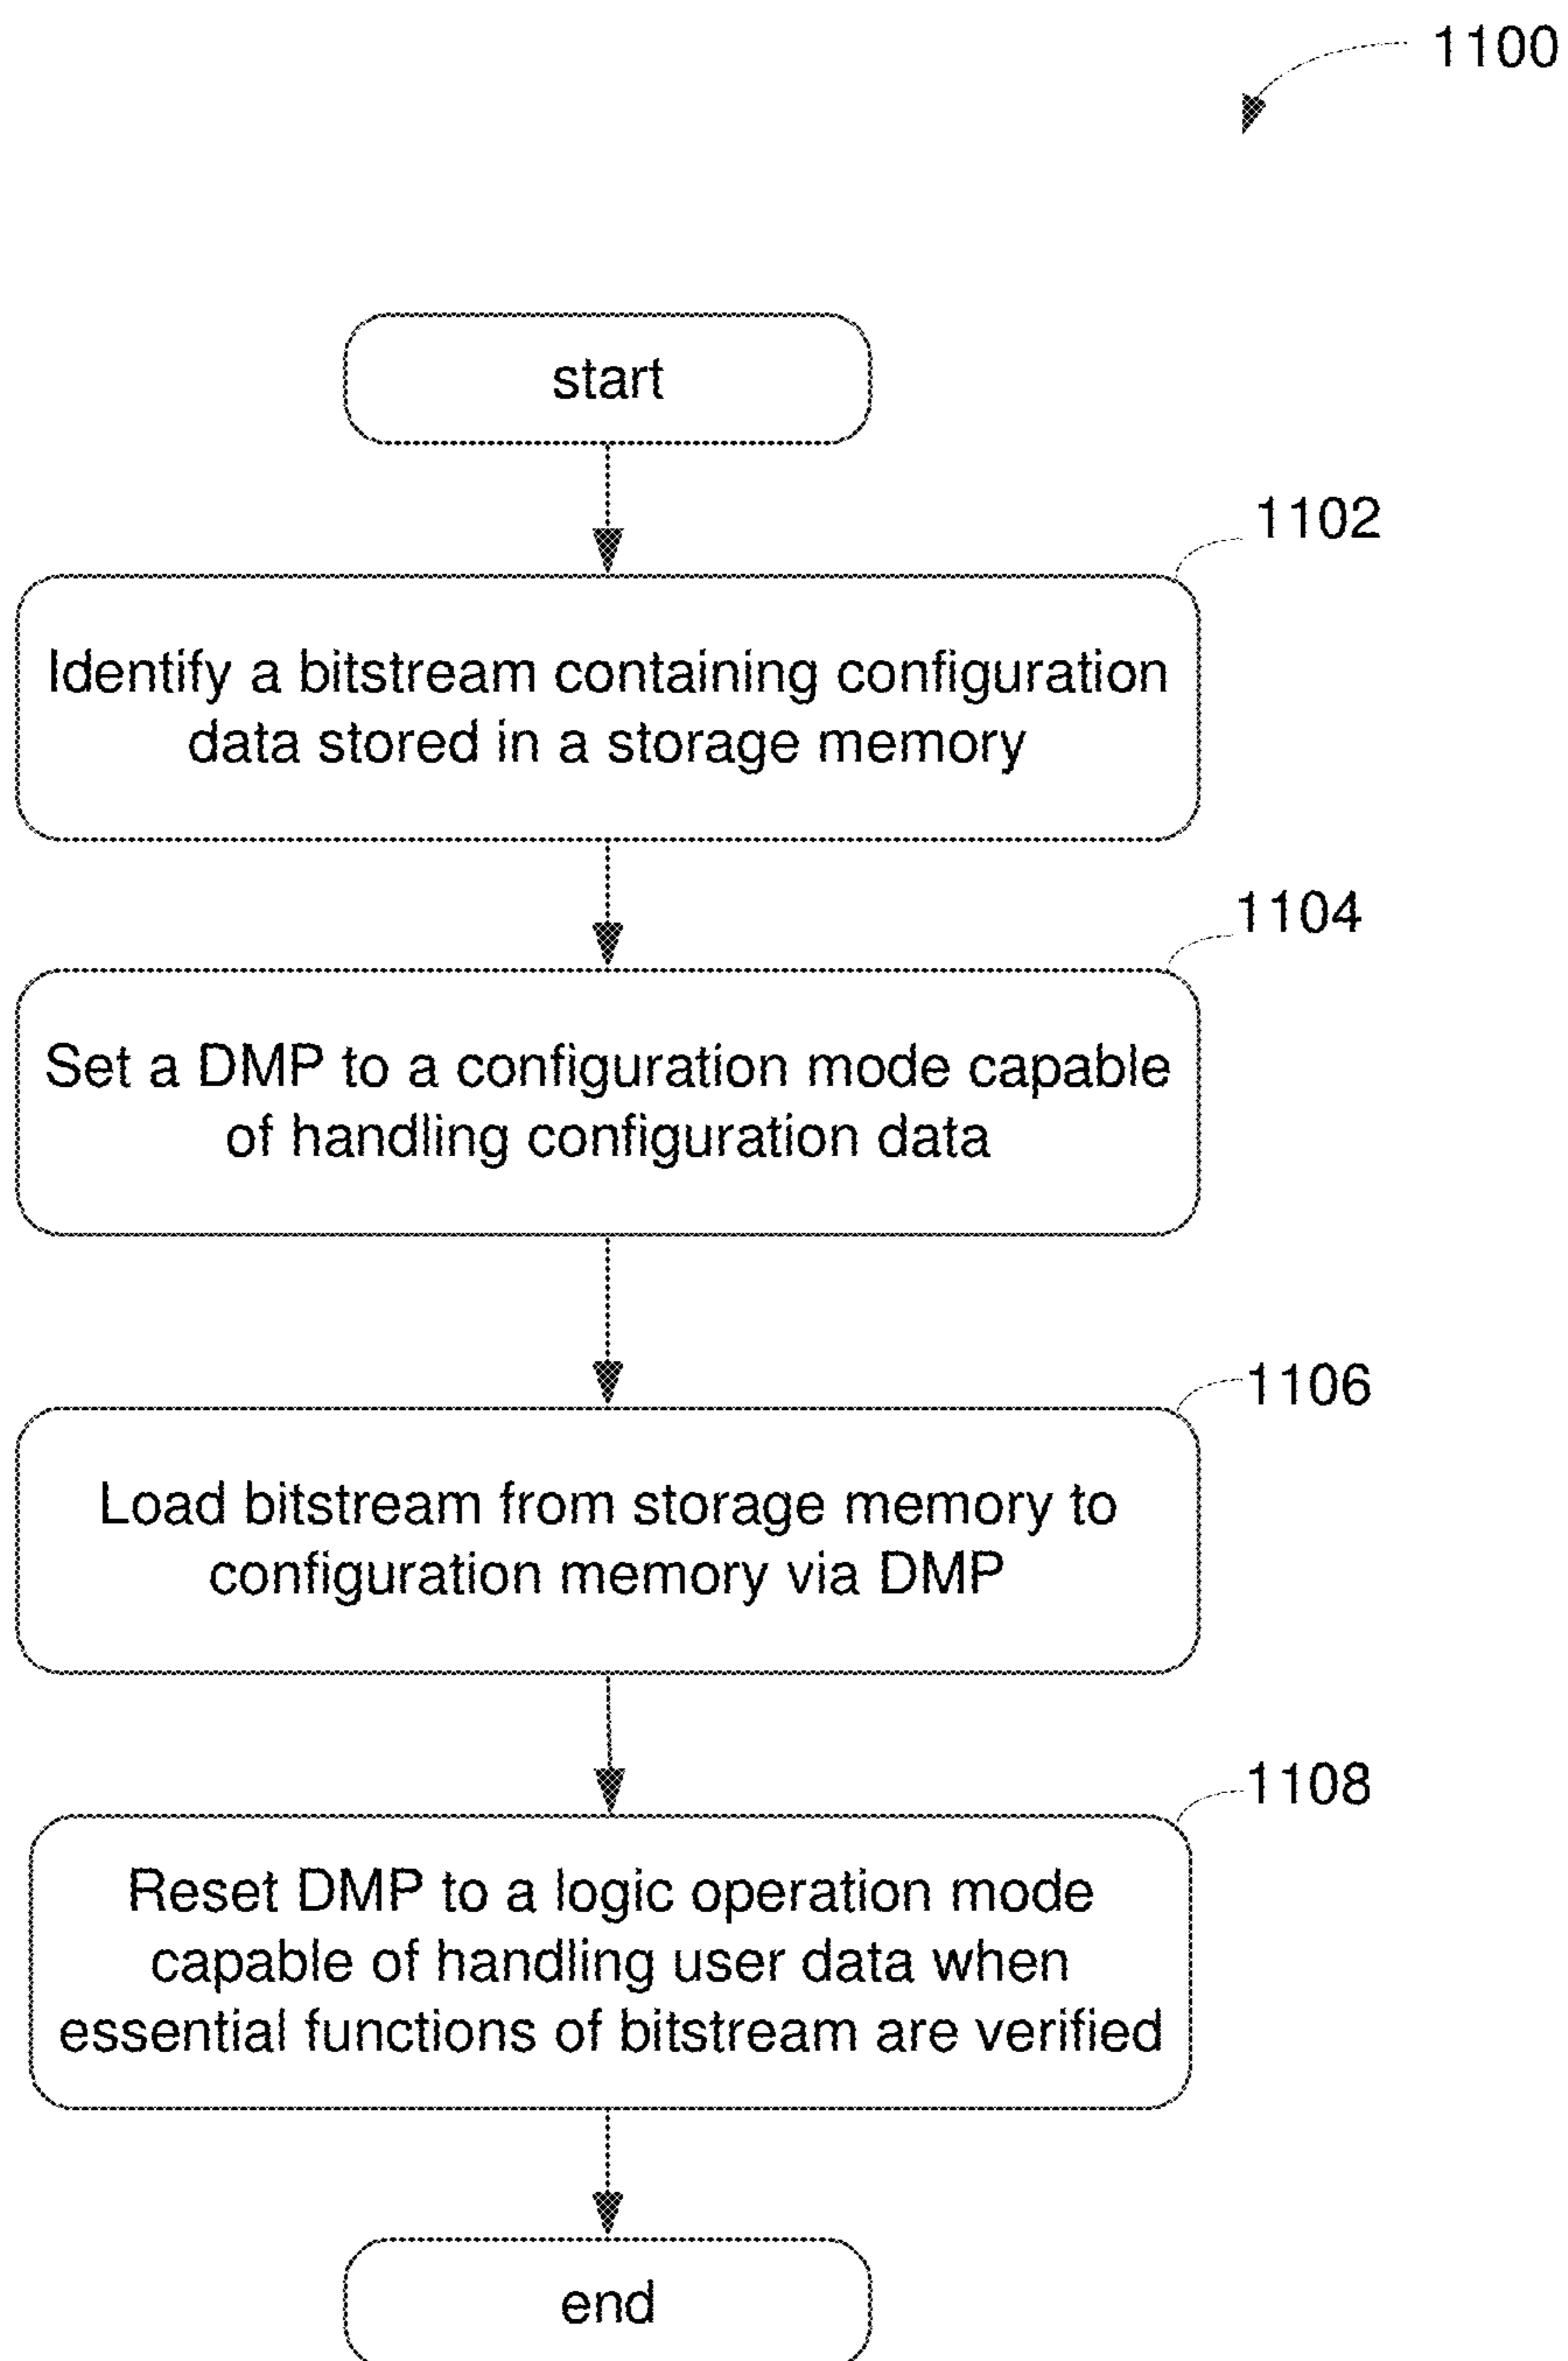 1100
start
1102
Identify a bitstream containing configuration
data stored in a storage memory
1104
Set a DMP to a configuration mode capable
of handling configuration data
1106
Load bitstream from storage memory to
configuration memory via DMP
1108
Reset DMP to a logic operation mode
capable of handling user data when
essential functions of bitstream are verified
end